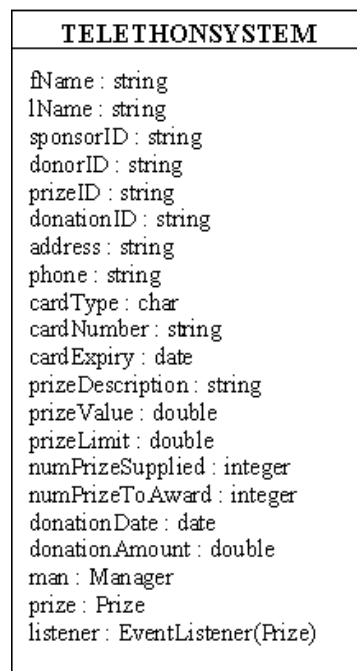 TELETHONSYSTEM
fName : string
lName : string
sponsorID : string
donorID : string
prizeID : string
donationID : string
address : string
phone : string
cardType : char
cardNumber : string
cardExpiry : date
prizeDescription : string
prizeValue : double
prizeLimit : double
numPrizeSupplied : integer
numPrizeToAward : integer
donationDate : date
donationAmount : double
man : Manager
prize : Prize
listener : EventListener(Prize)